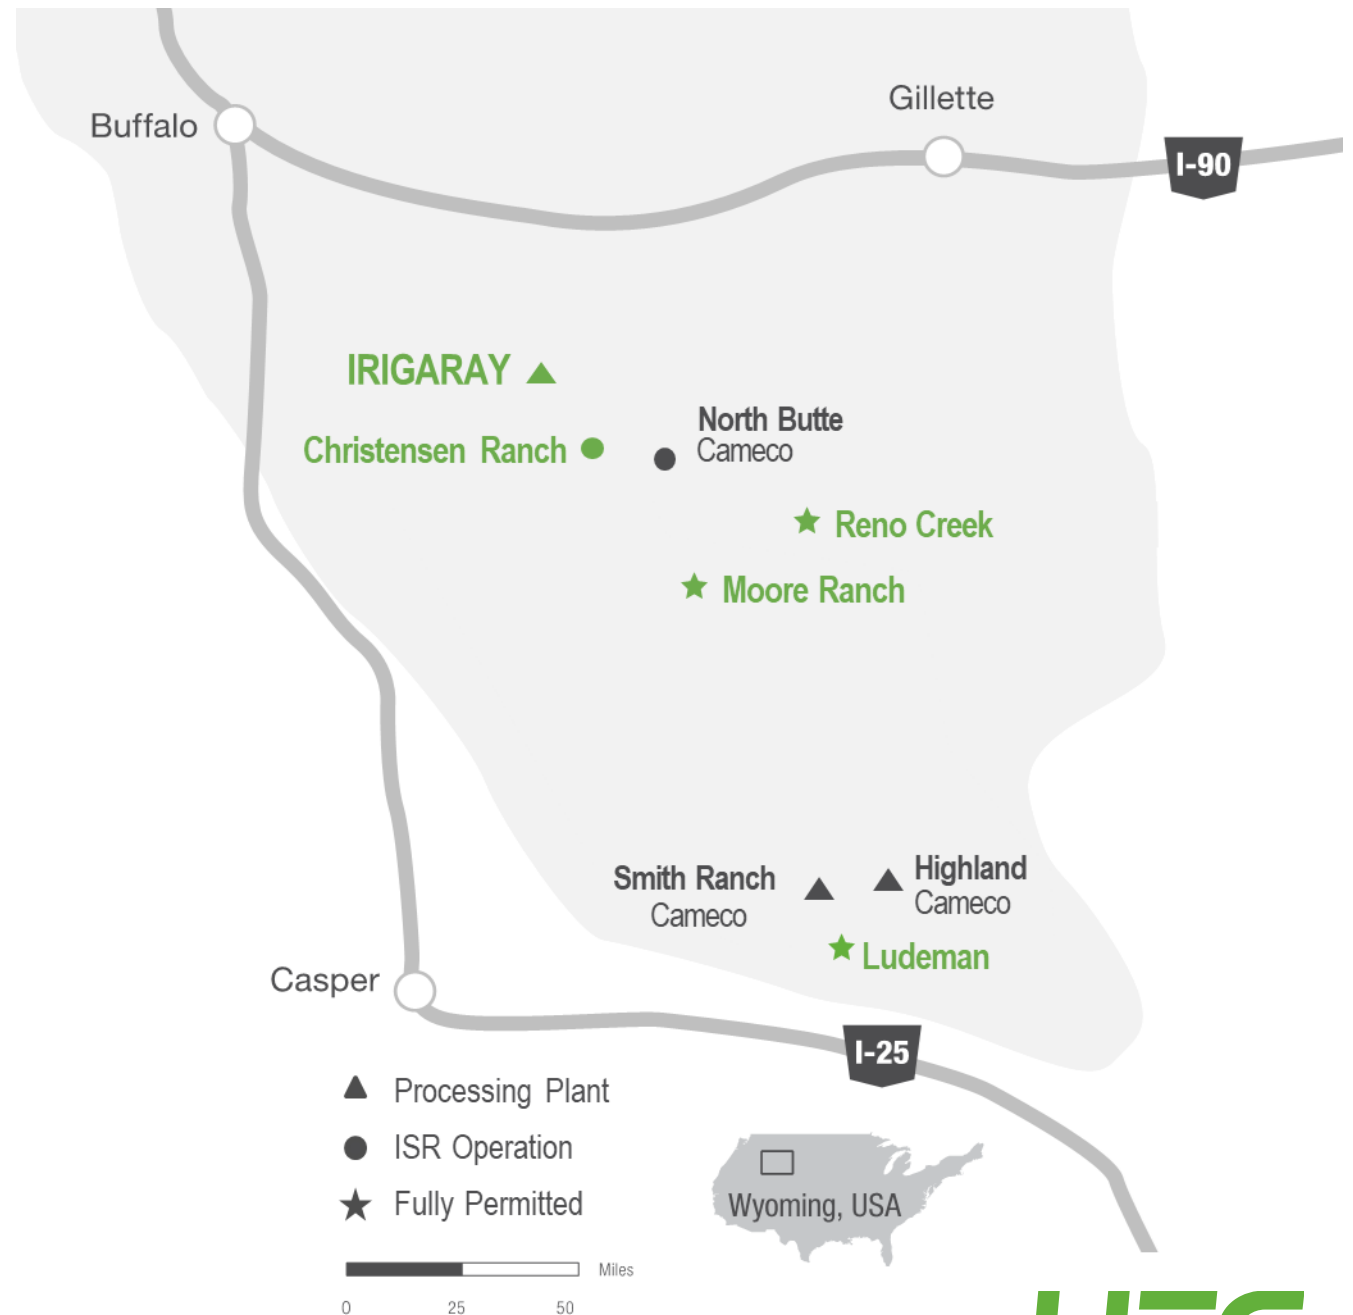 Gillette
Buffalo
I-90
IRIGARAY
North Butte
Cameco
Christensen Ranch
Reno Creek
Moore Ranch
Highland
Cameco
Smith Ranch
Cameco
Ludeman
Casper
I-25
Processing Plant
ISR Operation
Fully Permitted
Wyoming, USA
Miles
0 25 50